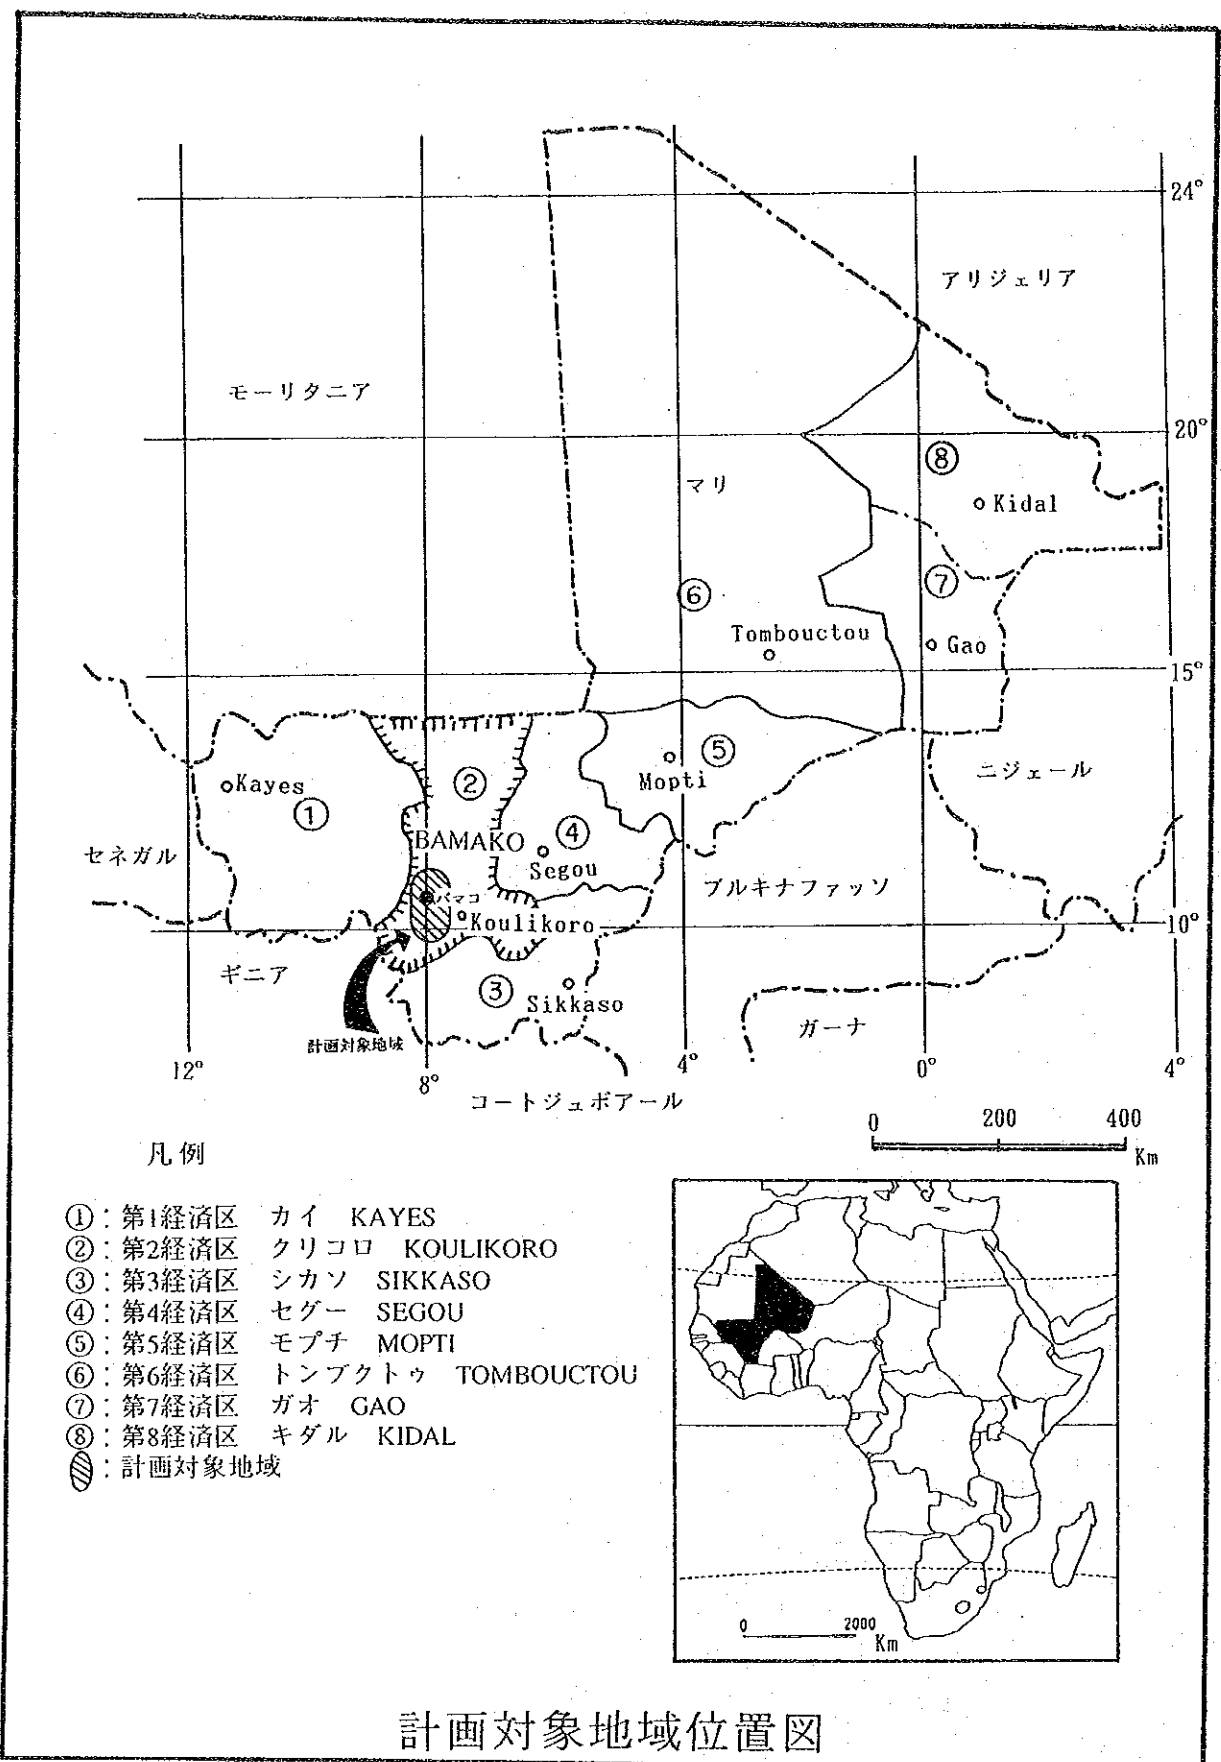 24°
アリジェリア
モーリタニア
20°
⑧
マリ
Kidal
⑦
⑥
Tombouctou
Gao
15°
⑤
②
Mopti
ニジェール
Kayes
①
④
BAMAKO
セネガル
Segou
ブルキナファッソ
バマコ
Koulikoro
10°
ギニア
③
Sikkaso
ガーナ
計画対象地域
12°
8°
4°
0°
4°
コートジュボアール
0 200 400
Km
凡例
①：第1経済区 カイ KAYES
②：第2経済区 クリコロ KOULIKORO
③：第3経済区 シカソ SIKKASO
④：第4経済区 セグー SEGOU
⑤：第5経済区 モプチ MOPTI
⑥：第6経済区 トンブクトゥ TOMBOUCTOU
⑦：第7経済区 ガオ GAO
⑧：第8経済区 キダル KIDAL
：計画対象地域
0 2000
Km
計画対象地域位置図